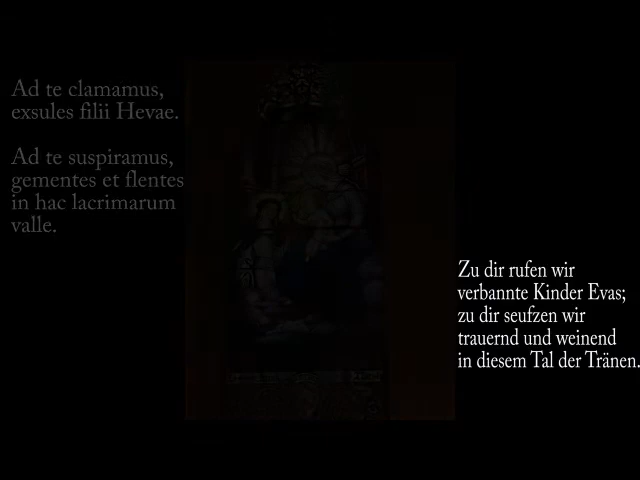 Ad te clamamus,
exsules filii Hevae.
Ad te suspiramus,
gementes et flentes
in hac lacrimarum
valle.
Zu dir rufen wir
verbannte Kinder Evas;
zu dir seufzen wir
trauernd und weinend
in diesem Tal der Tränen.